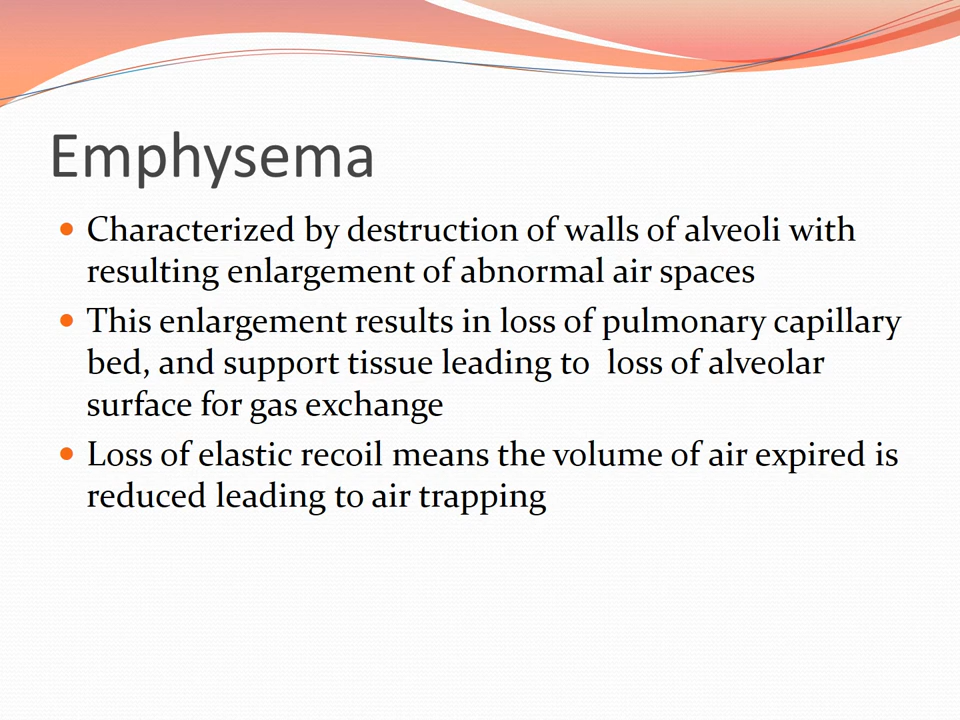 Emphysema
Characterized by destruction of walls of alveoli with
resulting enlargement of abnormal air spaces
This enlargement results in loss of pulmonary capillary
bed, and support tissue leading to  loss of alveolar
surface for gas exchange
Loss of elastic recoil means the volume of air expired is
reduced leading to air trapping